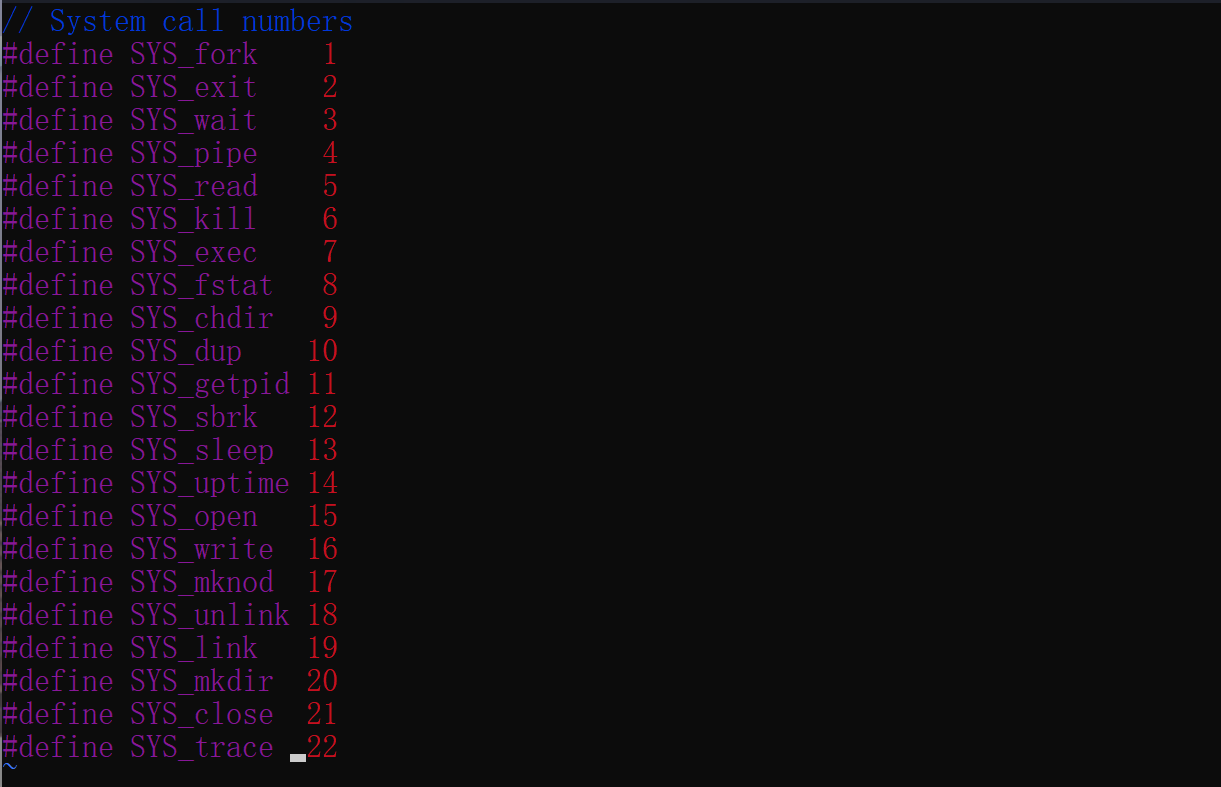 // System call numbers
#define SYS_fork    1
#define SYS_exit    2
#define SYS_wait    3
#define SYS_pipe    4
#define SYS_read    5
#define SYS_kill    6
#define SYS_exec    7
#define SYS_fstat   8
#define SYS_chdir   9
#define SYS_dup    10
#define SYS_getpid 11
#define SYS_sbrk   12
#define SYS_sleep  13
#define SYS_uptime 14
#define SYS_open   15
#define SYS_write  16
#define SYS_mknod  17
#define SYS_unlink 18
#define SYS_link   19
#define SYS_mkdir  20
#define SYS_close  21
#define SYS_trace  22
~